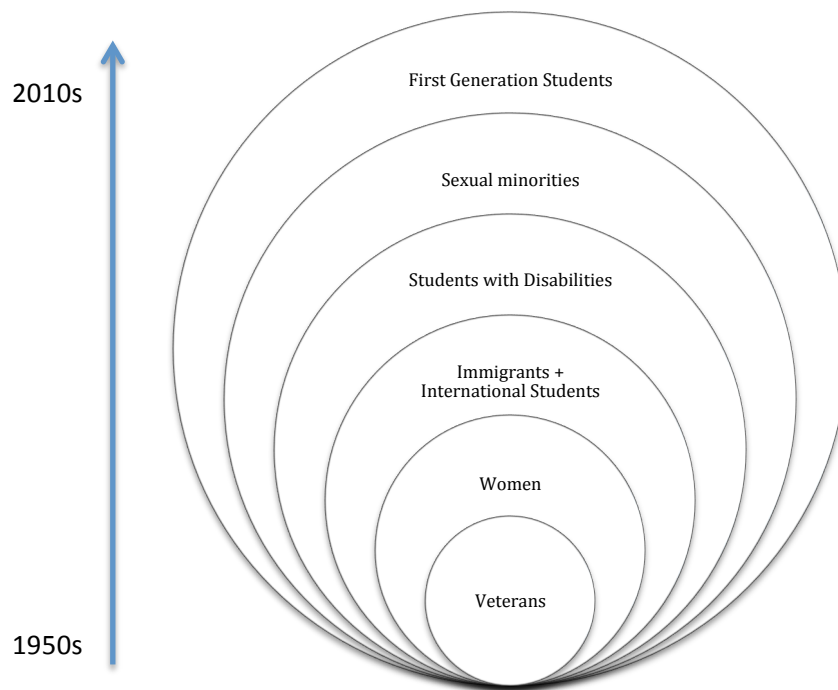 2010s
First Generation Students
Sexual minorities
Students with Disabilities
Immigrants +
International Students
Women
Veterans
1950s